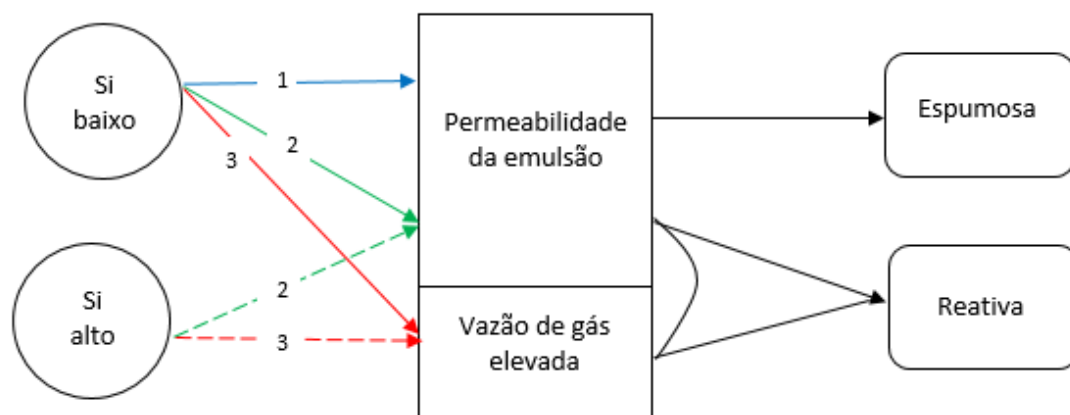 Si
baixo
1
2
3
Permeabilidade
da emulsão
Espumosa
Si
alto
2
3
Vazão de gás
elevada
Reativa